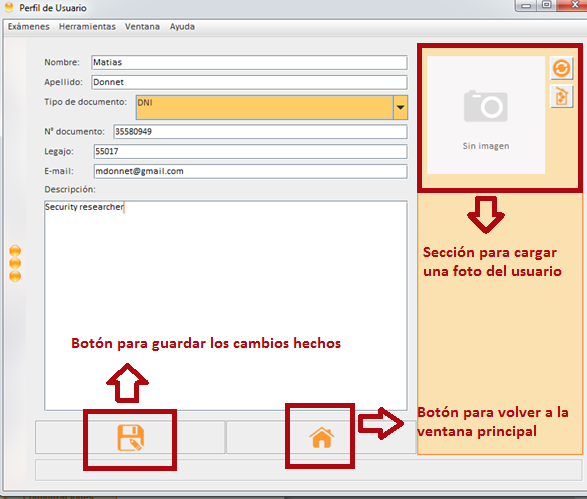 Perfil de Usuario
Exámenes Herramientas Ventana Ayuda
Nombre: Matias
Apellido: Donnet
Tipo de documento: DNI
N° documento: 35580949
Legajo: 55017
E-mail: mdonnet@gmail.com
Descripción:
Security researcher
Sin imagen
Sección para cargar
una foto del usuario
Botón para guardar los cambios hechos
Botón para volver a la
ventana principal